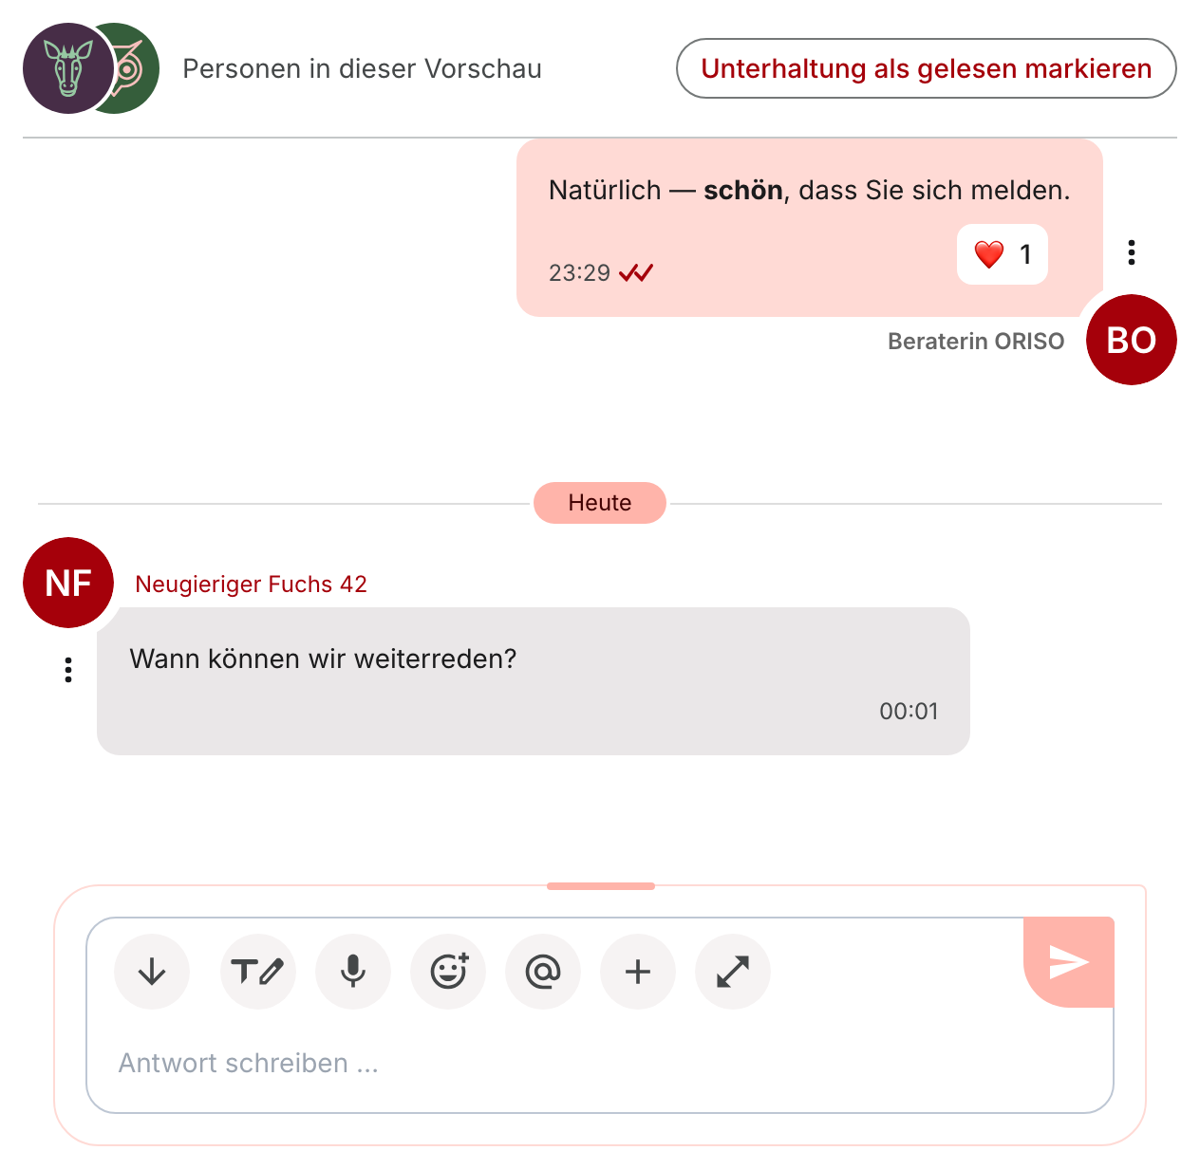 Personen in dieser Vorschau
Unterhaltung als gelesen markieren
Natürlich — schön, dass Sie sich melden.
❤️ 1
23:29
Beraterin ORISO
BO
Heute
NF
Neugieriger Fuchs 42
Wann können wir weiterreden?
00:01
Antwort schreiben ...